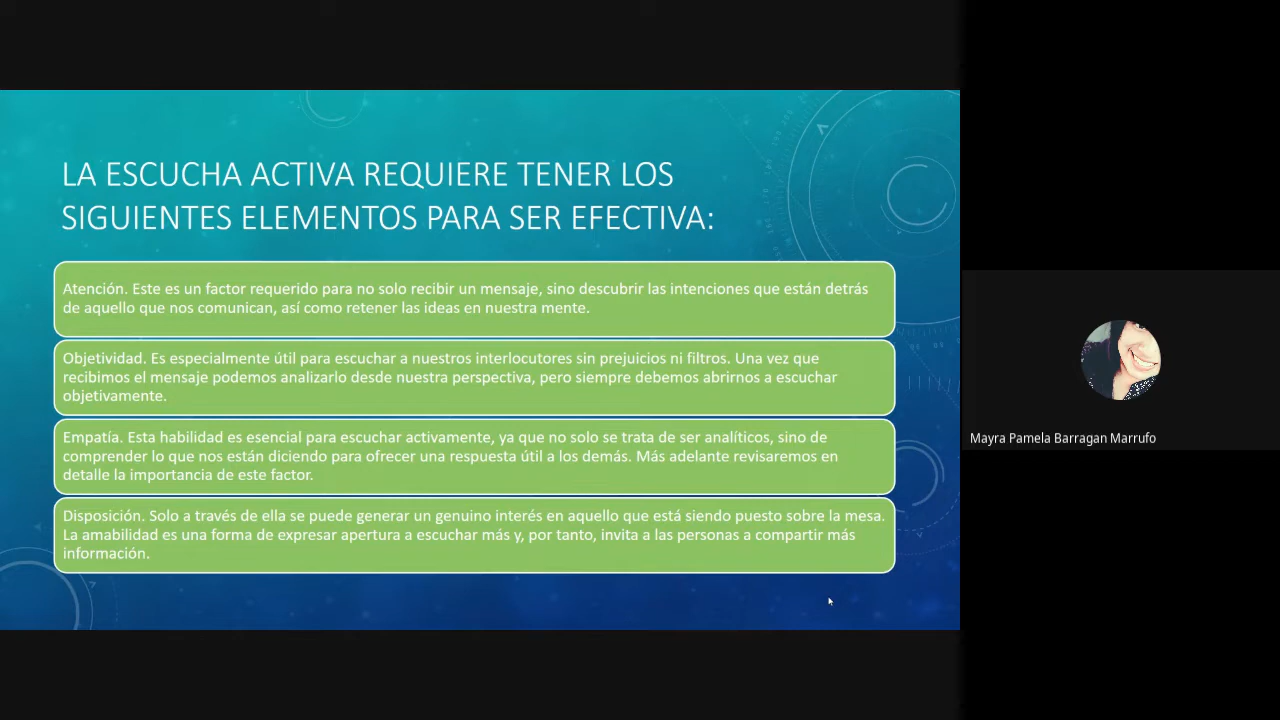 LA ESCUCHA ACTIVA REQUIERE TENER LOS
SIGUIENTES ELEMENTOS PARA SER EFECTIVA:
Atención. Este es un factor requerido para no solo recibir un mensaje, sino descubrir las intenciones que están detrás
de aquello que nos comunican, así como retener las ideas en nuestra mente.
Objetividad. Es especialmente útil para escuchar a nuestros interlocutores sin prejuicios ni filtros. Una vez que
recibimos el mensaje podemos analizarlo desde nuestra perspectiva, pero siempre debemos abrirnos a escuchar
objetivamente.
Empatía. Esta habilidad es esencial para escuchar activamente, ya que no solo se trata de ser analíticos, sino de
comprender lo que nos están diciendo para ofrecer una respuesta útil a los demás. Más adelante revisaremos en
detalle la importancia de este factor.
Disposición. Solo a través de ella se puede generar un genuino interés en aquello que está siendo puesto sobre la mesa.
La amabilidad es una forma de expresar apertura a escuchar más y, por tanto, invita a las personas a compartir más
información.
Mayra Pamela Barragan Marrufo